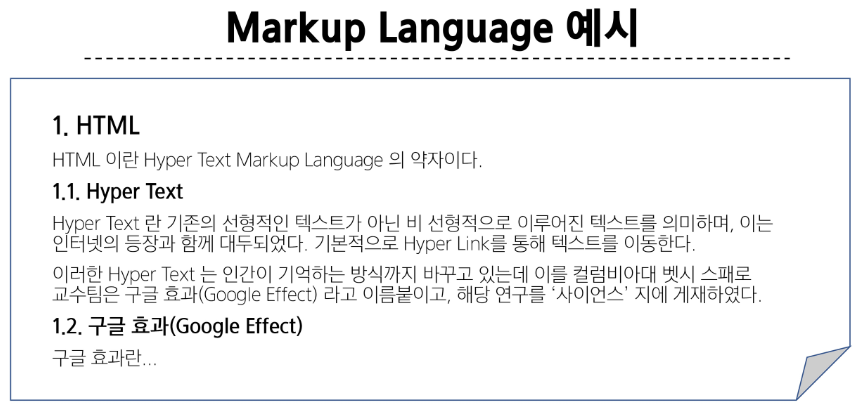 Markup Language 예시
1. HTML
HTML 이란 Hyper Text Markup Language 의 약자이다.
1.1. Hyper Text
Hyper Text 란 기존의 선형적인 텍스트가 아닌 비 선형적으로 이루어진 텍스트를 의미하며, 이는
인터넷의 등장과 함께 대두되었다. 기본적으로 Hyper Link를 통해 텍스트를 이동한다.
이러한 Hyper Text 는 인간이 기억하는 방식까지 바꾸고 있는데 이를 컬럼비아대 벳시 스패로
교수팀은 구글 효과(Google Effect) 라고 이름붙이고, 해당 연구를 ‘사이언스’ 지에 게재하였다.
1.2. 구글 효과(Google Effect)
구글 효과란...